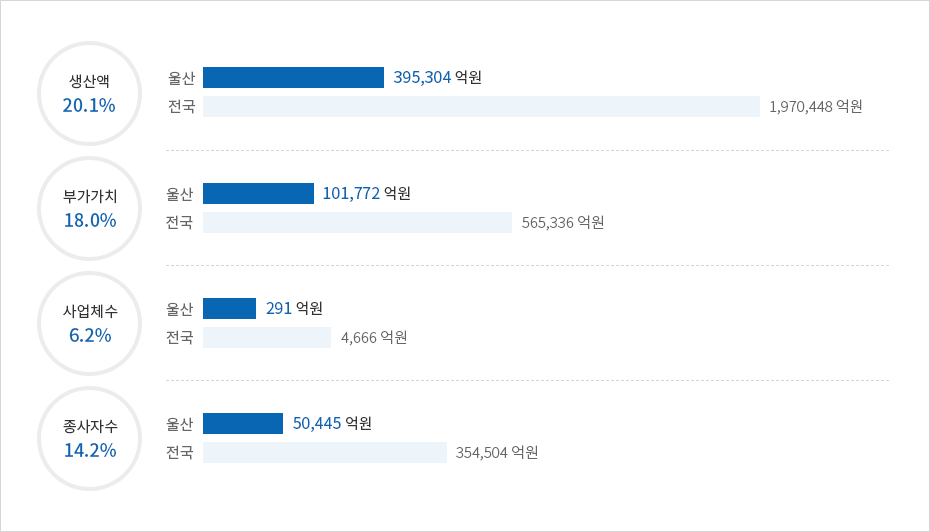 생산액
20.1%
울산 395,304 억원
전국 1,970,448 억원
부가가치
18.0%
울산 101,772 억원
전국 565,336 억원
사업체수
6.2%
울산 291 억원
전국 4,666 억원
종사자수
14.2%
울산 50,445 억원
전국 354,504 억원